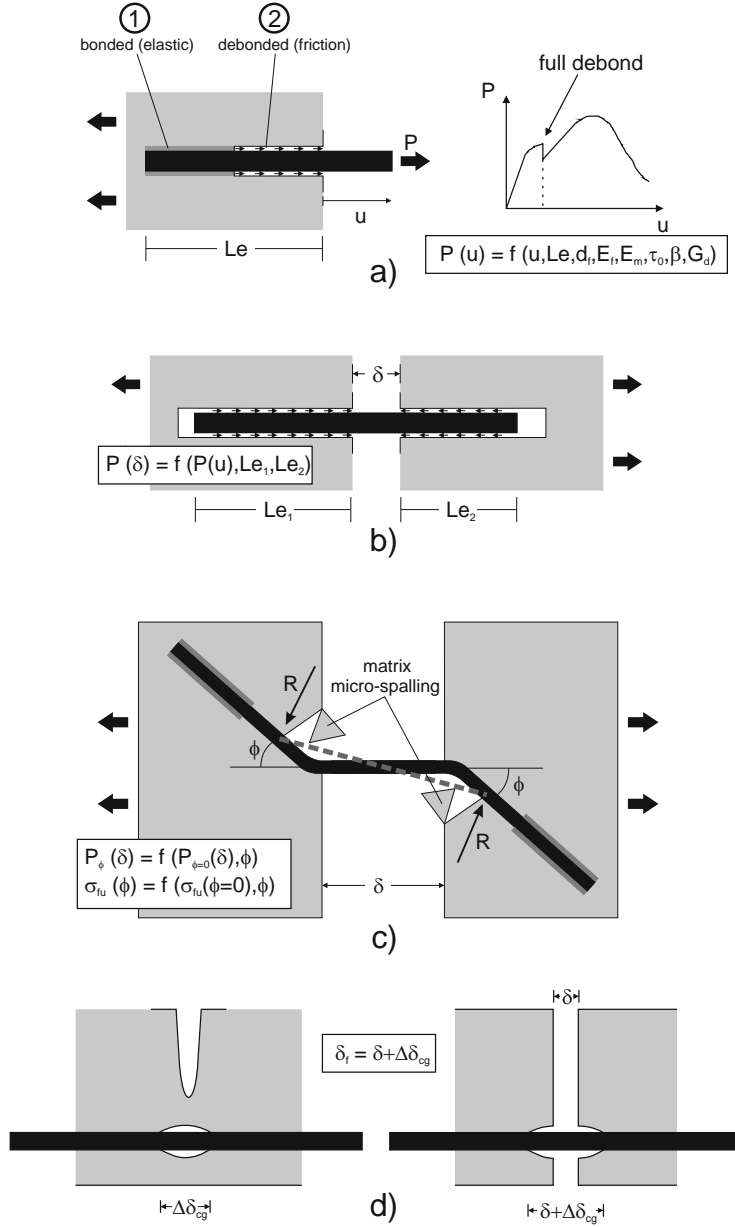 ① ②
bonded (elastic) debonded (friction)
full debond
P
P
u
u
Le
P (u) = f (u,Le,d_f,E_f,E_m,τ_0,β,G_d)
a)
δ
P (δ) = f (P(u),Le_1,Le_2)
Le_1 Le_2
b)
matrix
micro-spalling
R
ϕ
ϕ
R
P_ϕ (δ) = f (P_ϕ=0(δ),ϕ)
σ_fu (ϕ) = f (σ_fu(ϕ=0),ϕ)
δ
c)
δ
δ_f = δ+Δδ_cg
Δδ_cg
δ+Δδ_cg
d)